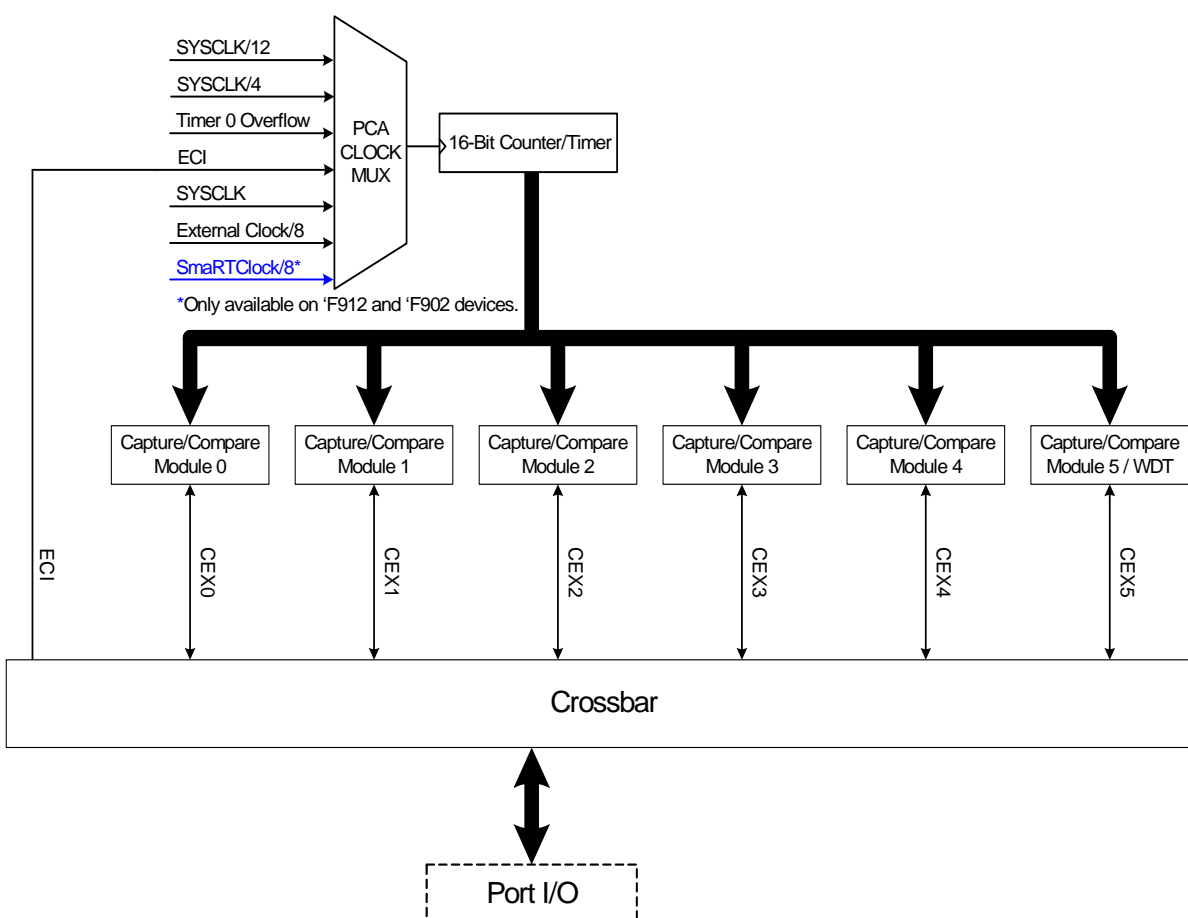 SYSCLK/12
SYSCLK/4
Timer 0 Overflow
ECI
SYSCLK
External Clock/8
SmaRTClock/8*
PCA
CLOCK
MUX
16-Bit Counter/Timer
*Only available on ‘F912 and ‘F902 devices.
Capture/Compare
Module 0
Capture/Compare
Module 1
Capture/Compare
Module 2
Capture/Compare
Module 3
Capture/Compare
Module 4
Capture/Compare
Module 5 / WDT
ECI
CEX0
CEX1
CEX2
CEX3
CEX4
CEX5
Crossbar
Port I/O